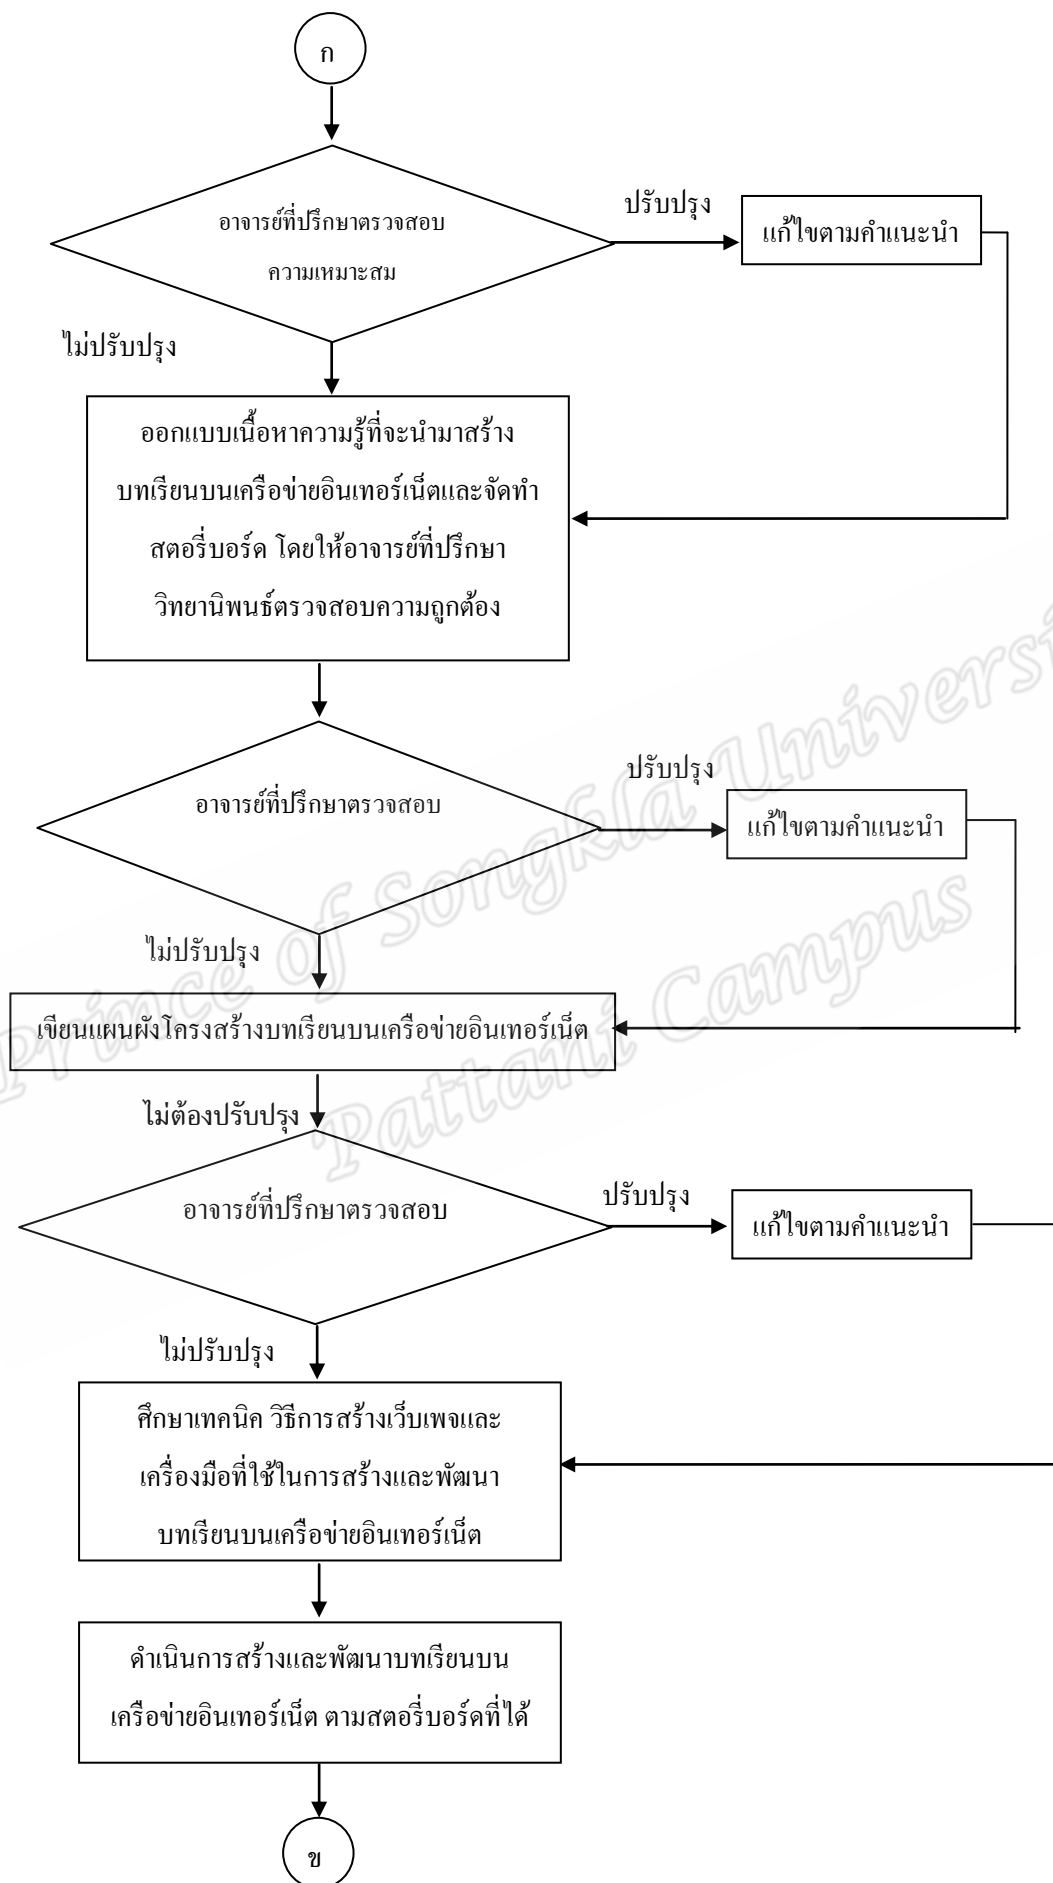 ก
อาจารย์ที่ปรึกษาตรวจสอบ
ความเหมาะสม
ปรับปรุง
แก้ไขตามคำแนะนำ
ไม่ปรับปรุง
ออกแบบเนื้อหาความรู้ที่จะนำมาสร้าง
บทเรียนบนเครือข่ายอินเทอร์เน็ตและจัดทำ
สตอรี่บอร์ด โดยให้อาจารย์ที่ปรึกษา
วิทยานิพนธ์ตรวจสอบความถูกต้อง
อาจารย์ที่ปรึกษาตรวจสอบ
ปรับปรุง
แก้ไขตามคำแนะนำ
ไม่ปรับปรุง
เขียนแผนผังโครงสร้างบทเรียนบนเครือข่ายอินเทอร์เน็ต
ไม่ต้องปรับปรุง
อาจารย์ที่ปรึกษาตรวจสอบ
ปรับปรุง
แก้ไขตามคำแนะนำ
ไม่ปรับปรุง
ศึกษาเทคนิค วิธีการสร้างเว็บเพจและ
เครื่องมือที่ใช้ในการสร้างและพัฒนา
บทเรียนบนเครือข่ายอินเทอร์เน็ต
ดำเนินการสร้างและพัฒนาบทเรียนบน
เครือข่ายอินเทอร์เน็ต ตามสตอรี่บอร์ดที่ได้
ข
Prince of Songkla Universi
Pattani Campus